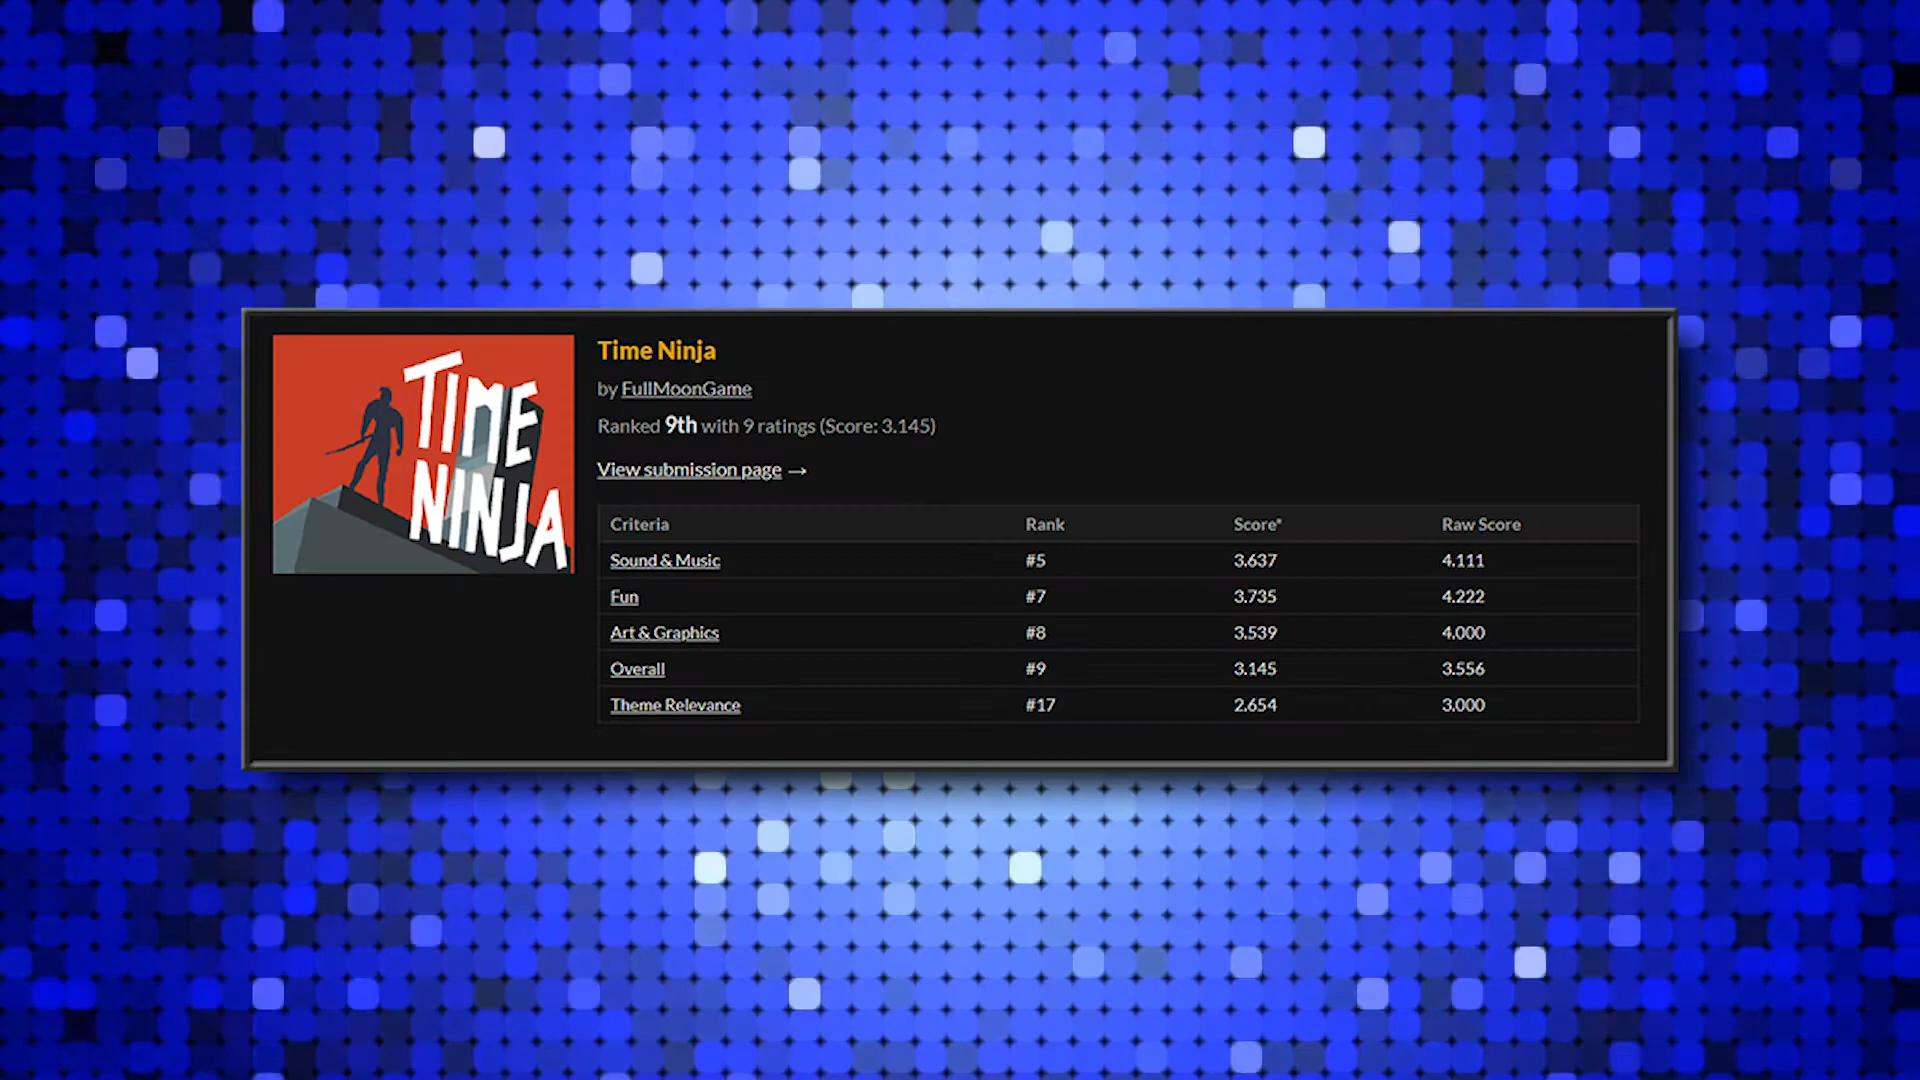 TIME
NINJA
Time Ninja
by FullMoonGame
Ranked 9th with 9 ratings (Score: 3.145)
View submission page →
Criteria Rank Score* Raw Score
Sound & Music #5 3.637 4.111
Fun #7 3.735 4.222
Art & Graphics #8 3.539 4.000
Overall #9 3.145 3.556
Theme Relevance #17 2.654 3.000